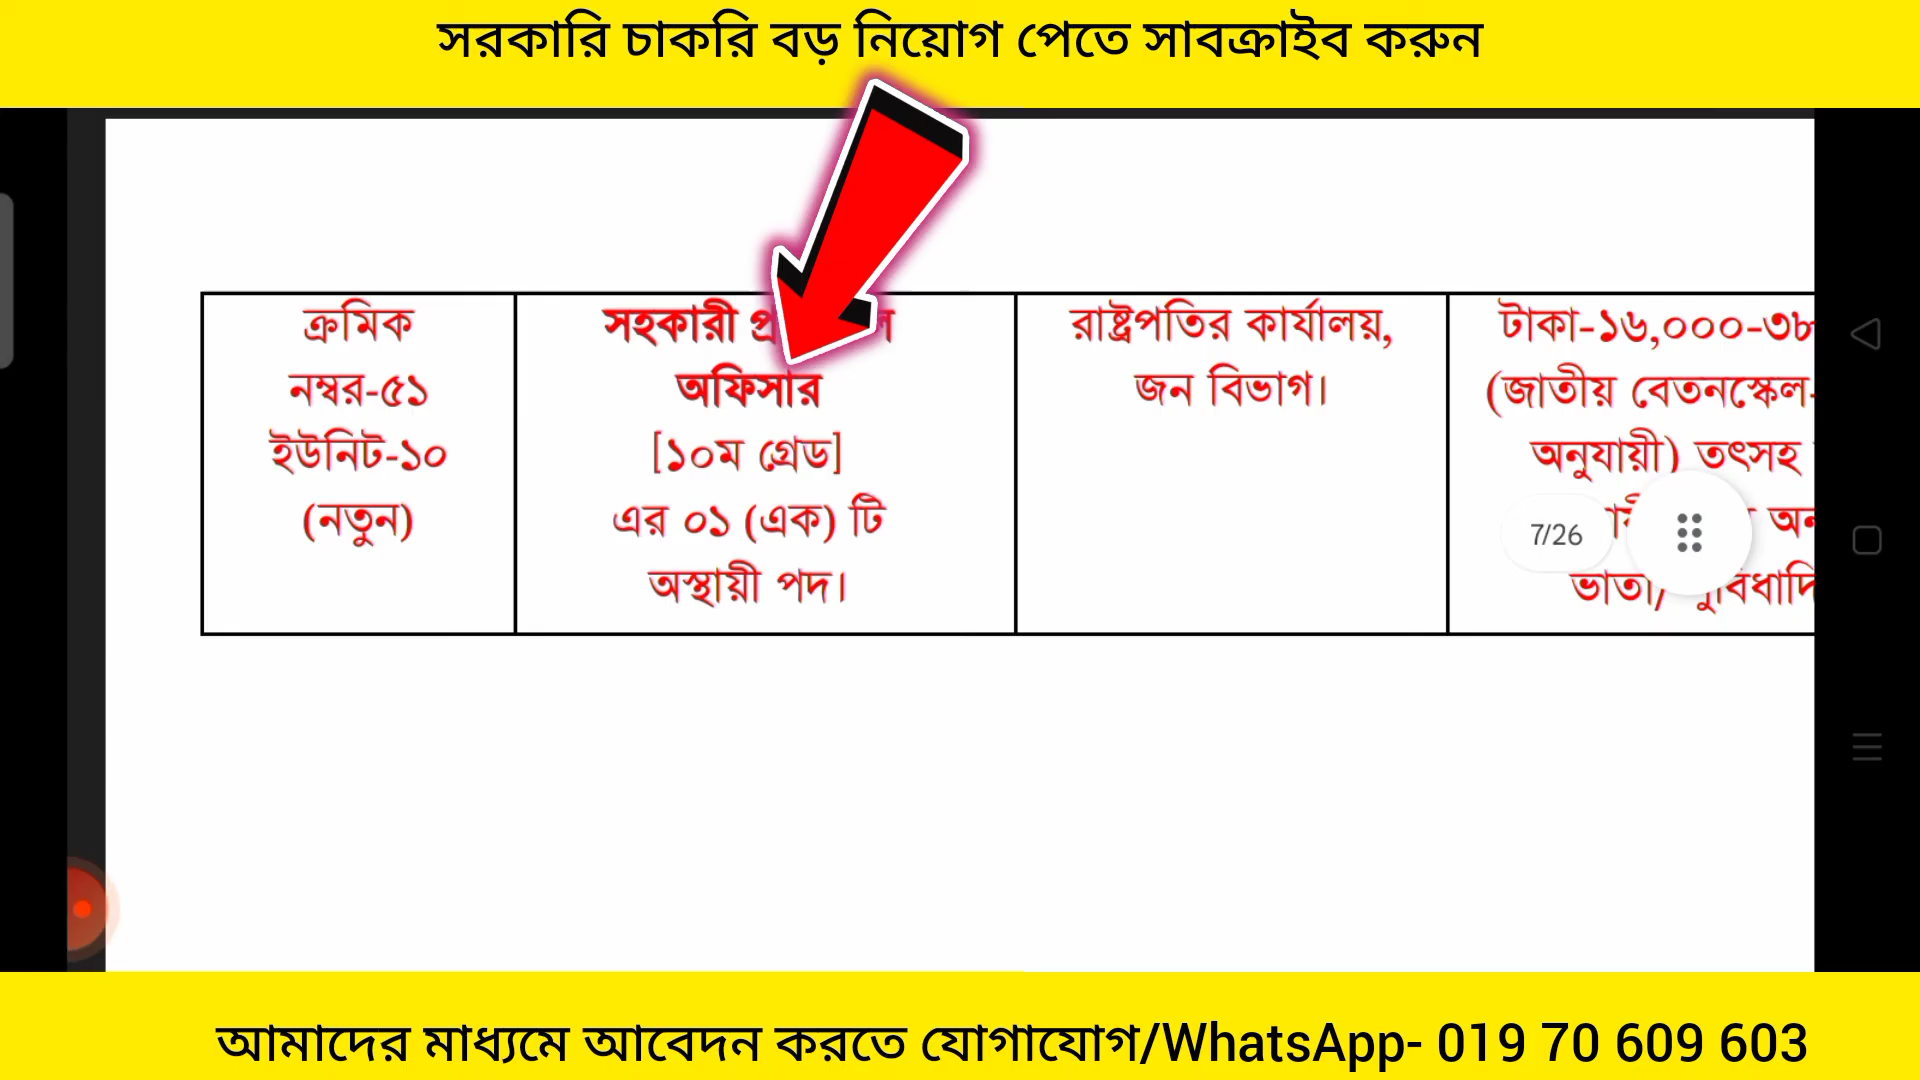 সরকারি চাকরি বড় নিয়োগ পেতে সাবক্রাইব করুন
ক্রমিক
নম্বর-৫১
ইউনিট-১০
(নতুন)
সহকারী
অফিসার
[১০ম গ্রেড]
এর ০১ (এক) টি
অস্থায়ী পদ।
রাষ্ট্রপতির কার্যালয়,
জন বিভাগ।
টাকা-১৬,০০০-৩৮
(জাতীয় বেতনস্কেল-
অনুযায়ী) তৎসহ
ভাতা/
7/26
আমাদের মাধ্যমে আবেদন করতে যোগাযোগ/WhatsApp- 019 70 609 603